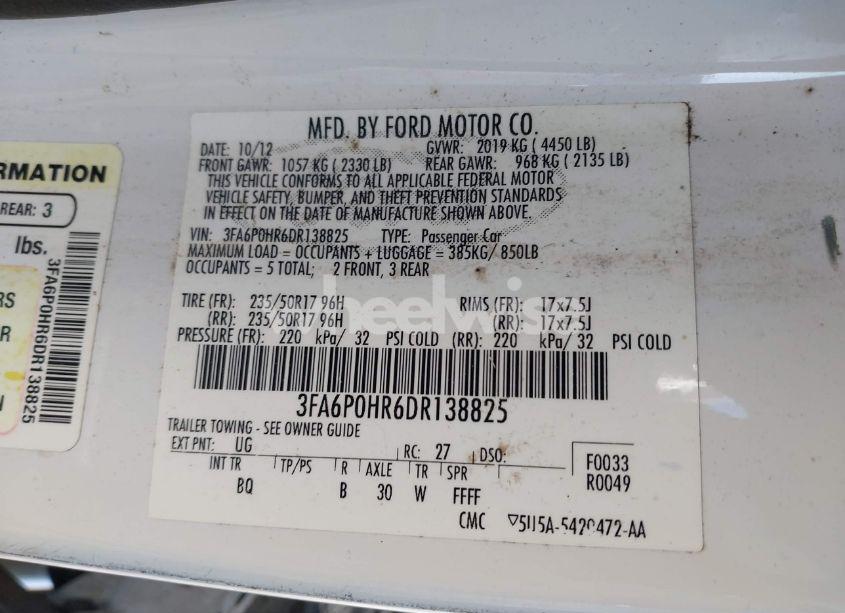 MFD. BY FORD MOTOR CO.
DATE: 10/12 GVWR: 2019 KG ( 4450 LB)
FRONT GAWR: 1057 KG ( 2330 LB) REAR GAWR: 968 KG ( 2135 LB)
THIS VEHICLE CONFORMS TO ALL APPLICABLE FEDERAL MOTOR
VEHICLE SAFETY, BUMPER, AND THEFT PREVENTION STANDARDS
IN EFFECT ON THE DATE OF MANUFACTURE SHOWN ABOVE.
VIN: 3FA6P0HR6DR138825 TYPE: Passenger Car
MAXIMUM LOAD = OCCUPANTS + LUGGAGE = 385KG/ 850LB
OCCUPANTS = 5 TOTAL; 2 FRONT, 3 REAR
TIRE (FR): 235/50R17 96H RIMS (FR): 17x7.5J
(RR): 235/50R17 96H (RR): 17x7.5J
PRESSURE (FR): 220 kPa/ 32 PSI COLD (RR): 220 kPa/ 32 PSI COLD
3FA6P0HR6DR138825
TRAILER TOWING - SEE OWNER GUIDE
EXT PNT: UG RC: 27 DSO:
INT TR TP/PS R AXLE TR SPR
BQ B 30 W FFFF
F0033
R0049
CMC ▽5U5A-5420472-AA
RMATION
REAR: 3
lbs.
3FA6P0HR6DR138825
RS
R
N
wheelwise